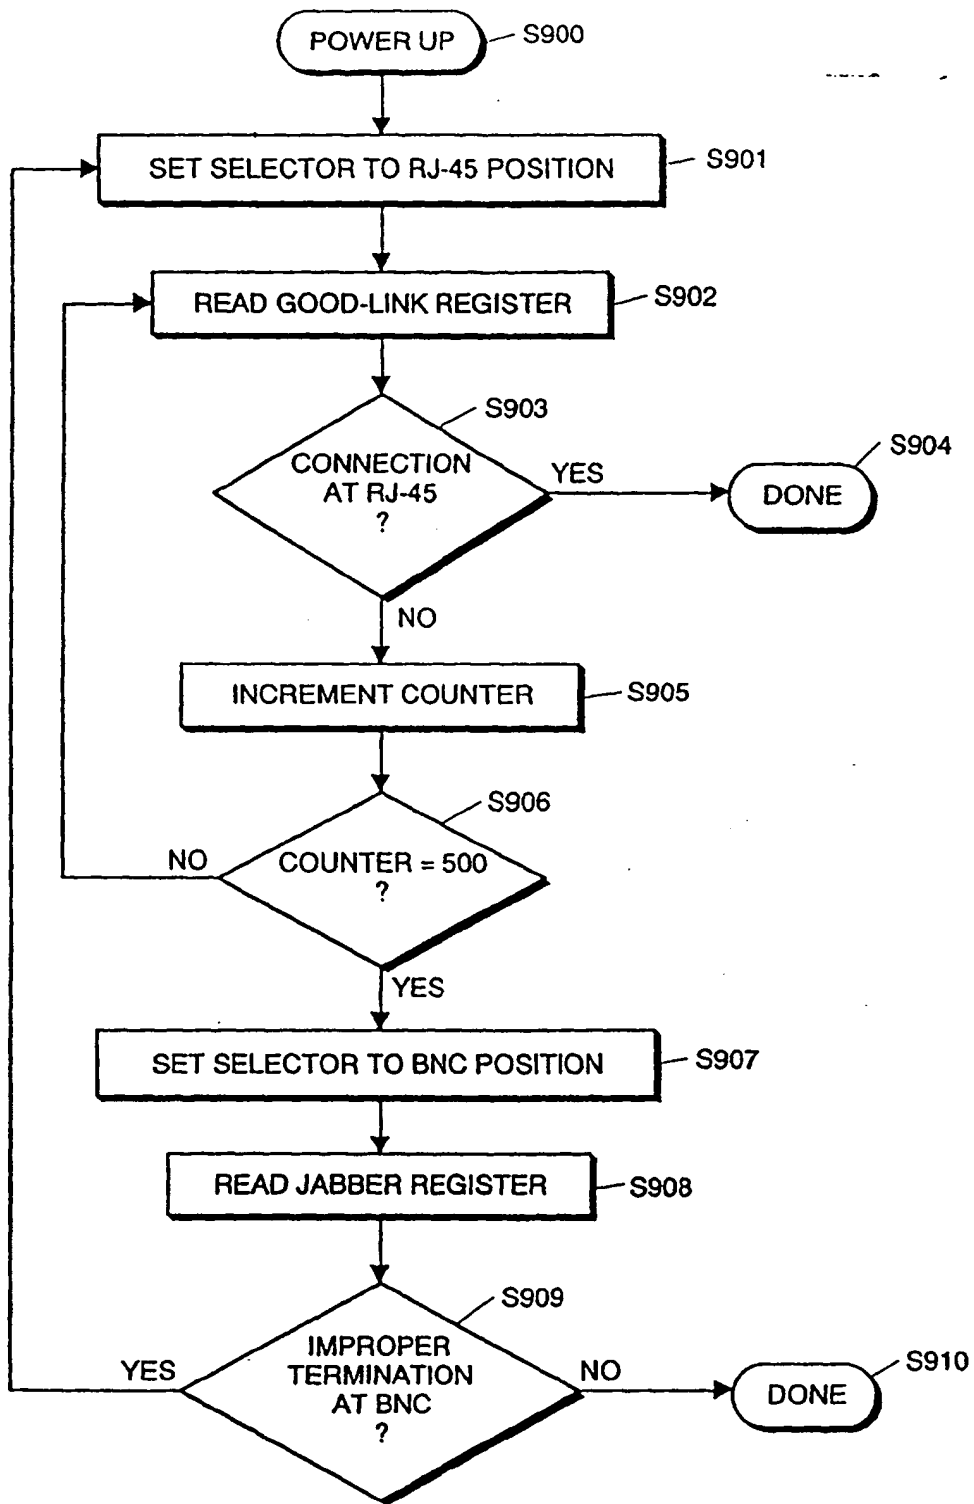 POWER UP
S900
SET SELECTOR TO RJ-45 POSITION
S901
READ GOOD-LINK REGISTER
S902
S903
CONNECTION
AT RJ-45
?
YES
S904
DONE
NO
INCREMENT COUNTER
S905
S906
COUNTER = 500
?
NO
YES
SET SELECTOR TO BNC POSITION
S907
READ JABBER REGISTER
S908
S909
IMPROPER
TERMINATION
AT BNC
?
YES
NO
S910
DONE